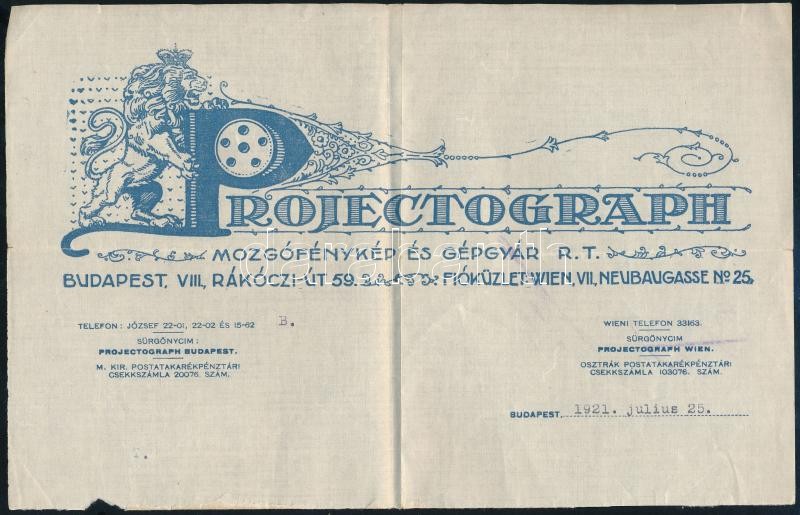 PROJECTOGRAPH
MOZGÓFÉNYKÉP ÉS GÉPGYÁR R.T.
BUDAPEST, VIII, RÁKÓCZI-ÚT 59. FIÓKÜZLET: WIEN, VII, NEUBAUGASSE No 25.
TELEFON: JÓZSEF 22-01, 22-02 ÉS 15-62 B.
SÜRGÖNYCIM:
PROJECTOGRAPH BUDAPEST.
M. KIR. POSTATAKARÉKPÉNZTÁRI
CSEKKSZÁMLA 20076. SZÁM.
WIENI TELEFON 33163.
SÜRGÖNYCIM
PROJECTOGRAPH WIEN.
OSZTRÁK POSTATAKARÉKPÉNZTÁRI
CSEKKSZÁMLA 103076. SZÁM.
BUDAPEST, 1921. julius 25.
darabanth